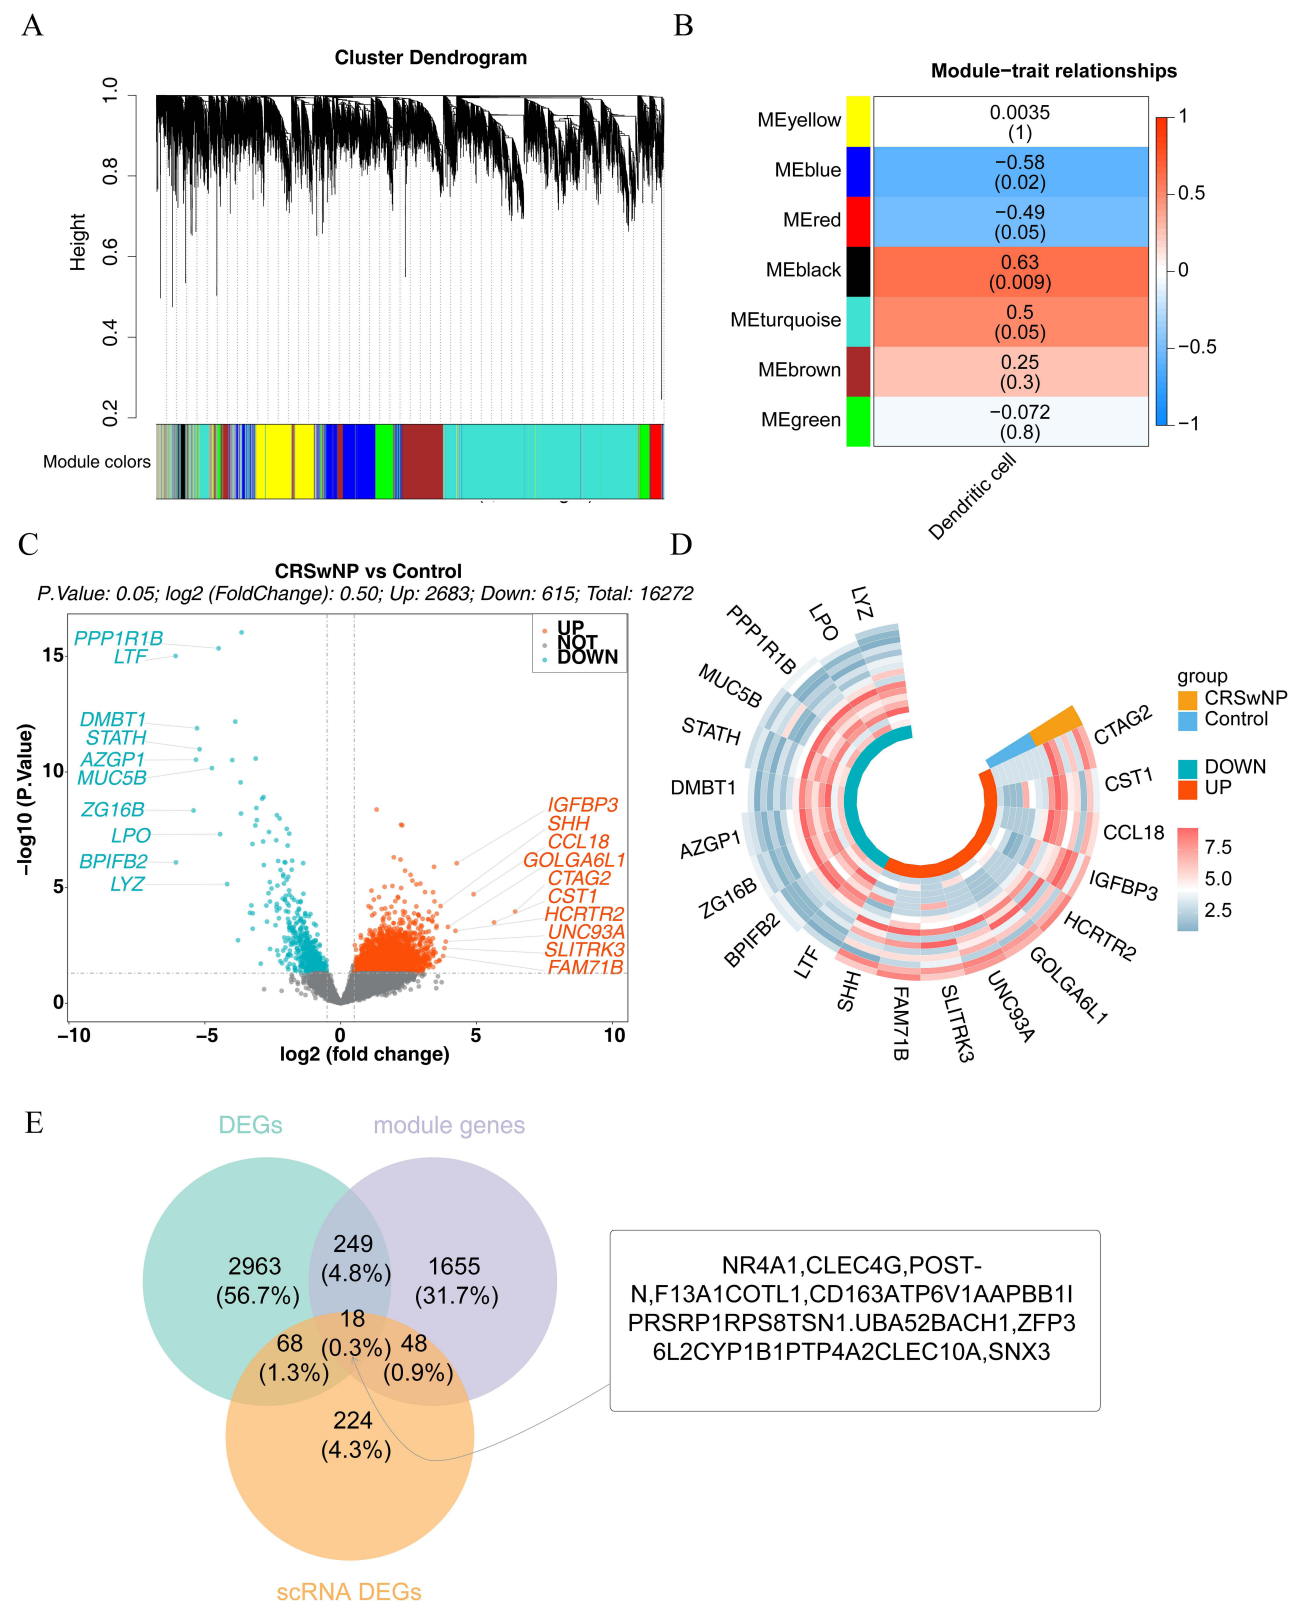 A
Cluster Dendrogram
Height
1.0
0.8
0.6
0.4
0.2
Module colors
B
Module−trait relationships
MEyellow
0.0035
(1)
MEblue
−0.58
(0.02)
MEred
−0.49
(0.05)
MEblack
0.63
(0.009)
MEturquoise
0.5
(0.05)
MEbrown
0.25
(0.3)
MEgreen
−0.072
(0.8)
Dendritic cell
1
0.5
0
−0.5
−1
C
CRSwNP vs Control
P.Value: 0.05; log2 (FoldChange): 0.50; Up: 2683; Down: 615; Total: 16272
UP
NOT
DOWN
PPP1R1B
LTF
DMBT1
STATH
AZGP1
MUC5B
ZG16B
LPO
BPIFB2
LYZ
IGFBP3
SHH
CCL18
GOLGA6L1
CTAG2
CST1
HCRTR2
UNC93A
SLITRK3
FAM71B
−log10 (P.Value)
15
10
5
0
−10
−5
0
5
10
log2 (fold change)
D
LYZ
LPO
PPP1R1B
MUC5B
STATH
DMBT1
AZGP1
ZG16B
BPIFB2
LTF
SHH
FAM71B
SLITRK3
UNC93A
GOLGA6L1
HCRTR2
IGFBP3
CCL18
CST1
CTAG2
group
CRSwNP
Control
DOWN
UP
7.5
5.0
2.5
E
DEGs
module genes
2963
(56.7%)
249
(4.8%)
1655
(31.7%)
18
(0.3%)
68
(1.3%)
48
(0.9%)
224
(4.3%)
scRNA DEGs
NR4A1,CLEC4G,POST-
N,F13A1COTL1,CD163ATP6V1AAPBB1I
PRSRP1RPS8TSN1.UBA52BACH1,ZFP3
6L2CYP1B1PTP4A2CLEC10A,SNX3